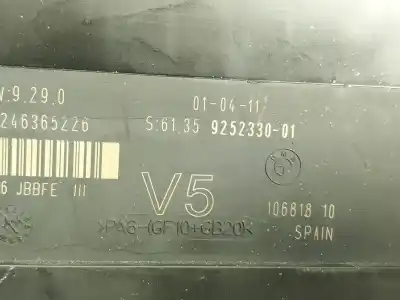 :9.29.0
01-04-11
246365226
S:61.35 9252330-01
6 JBBFE III
V5
106818 10
>PA6-(GF10+GB20)<
SPAIN